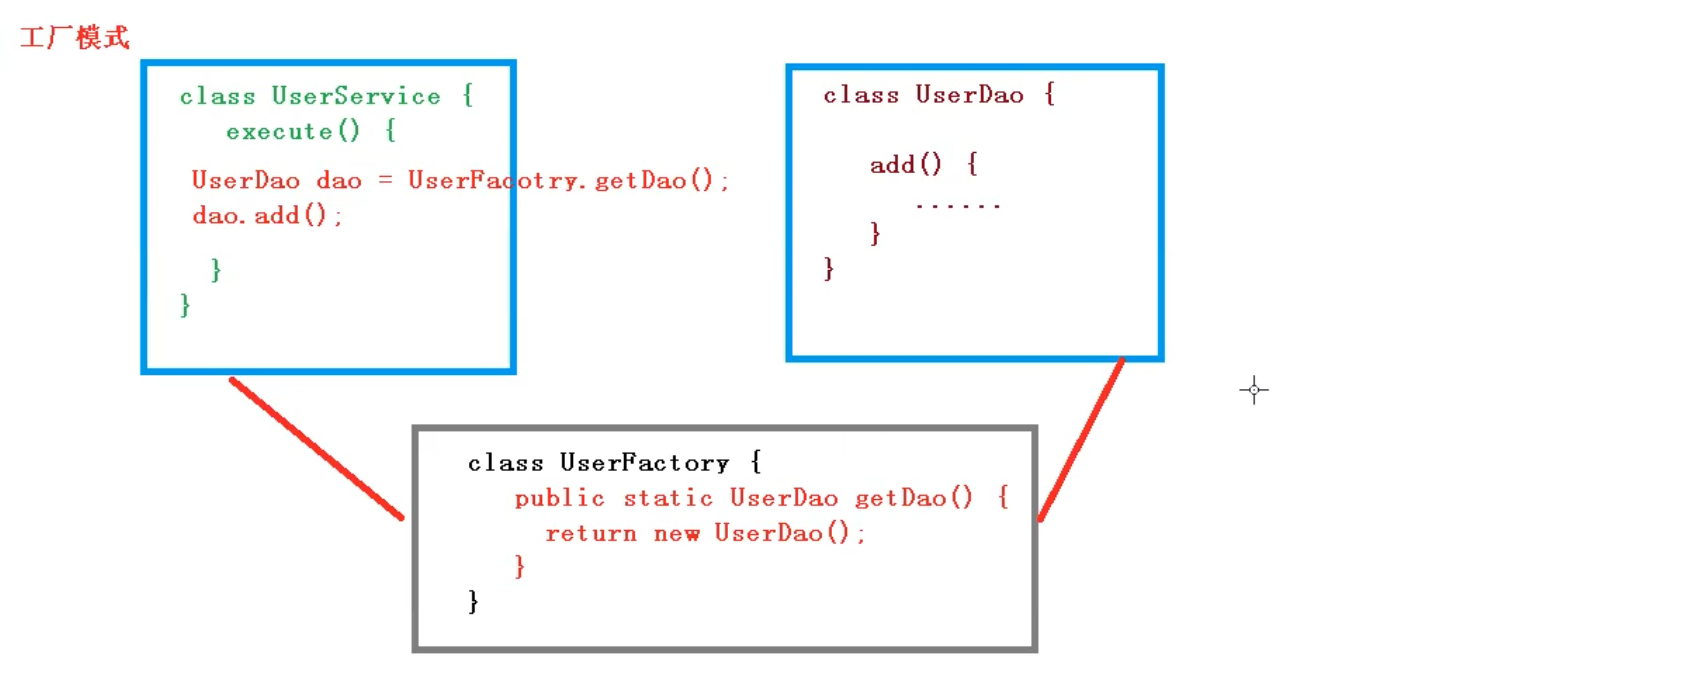 工厂模式
class UserService {
execute() {
UserDao dao = UserFacotry.getDao();
dao.add();
}
}
class UserDao {
add() {
......
}
}
class UserFactory {
public static UserDao getDao() {
return new UserDao();
}
}